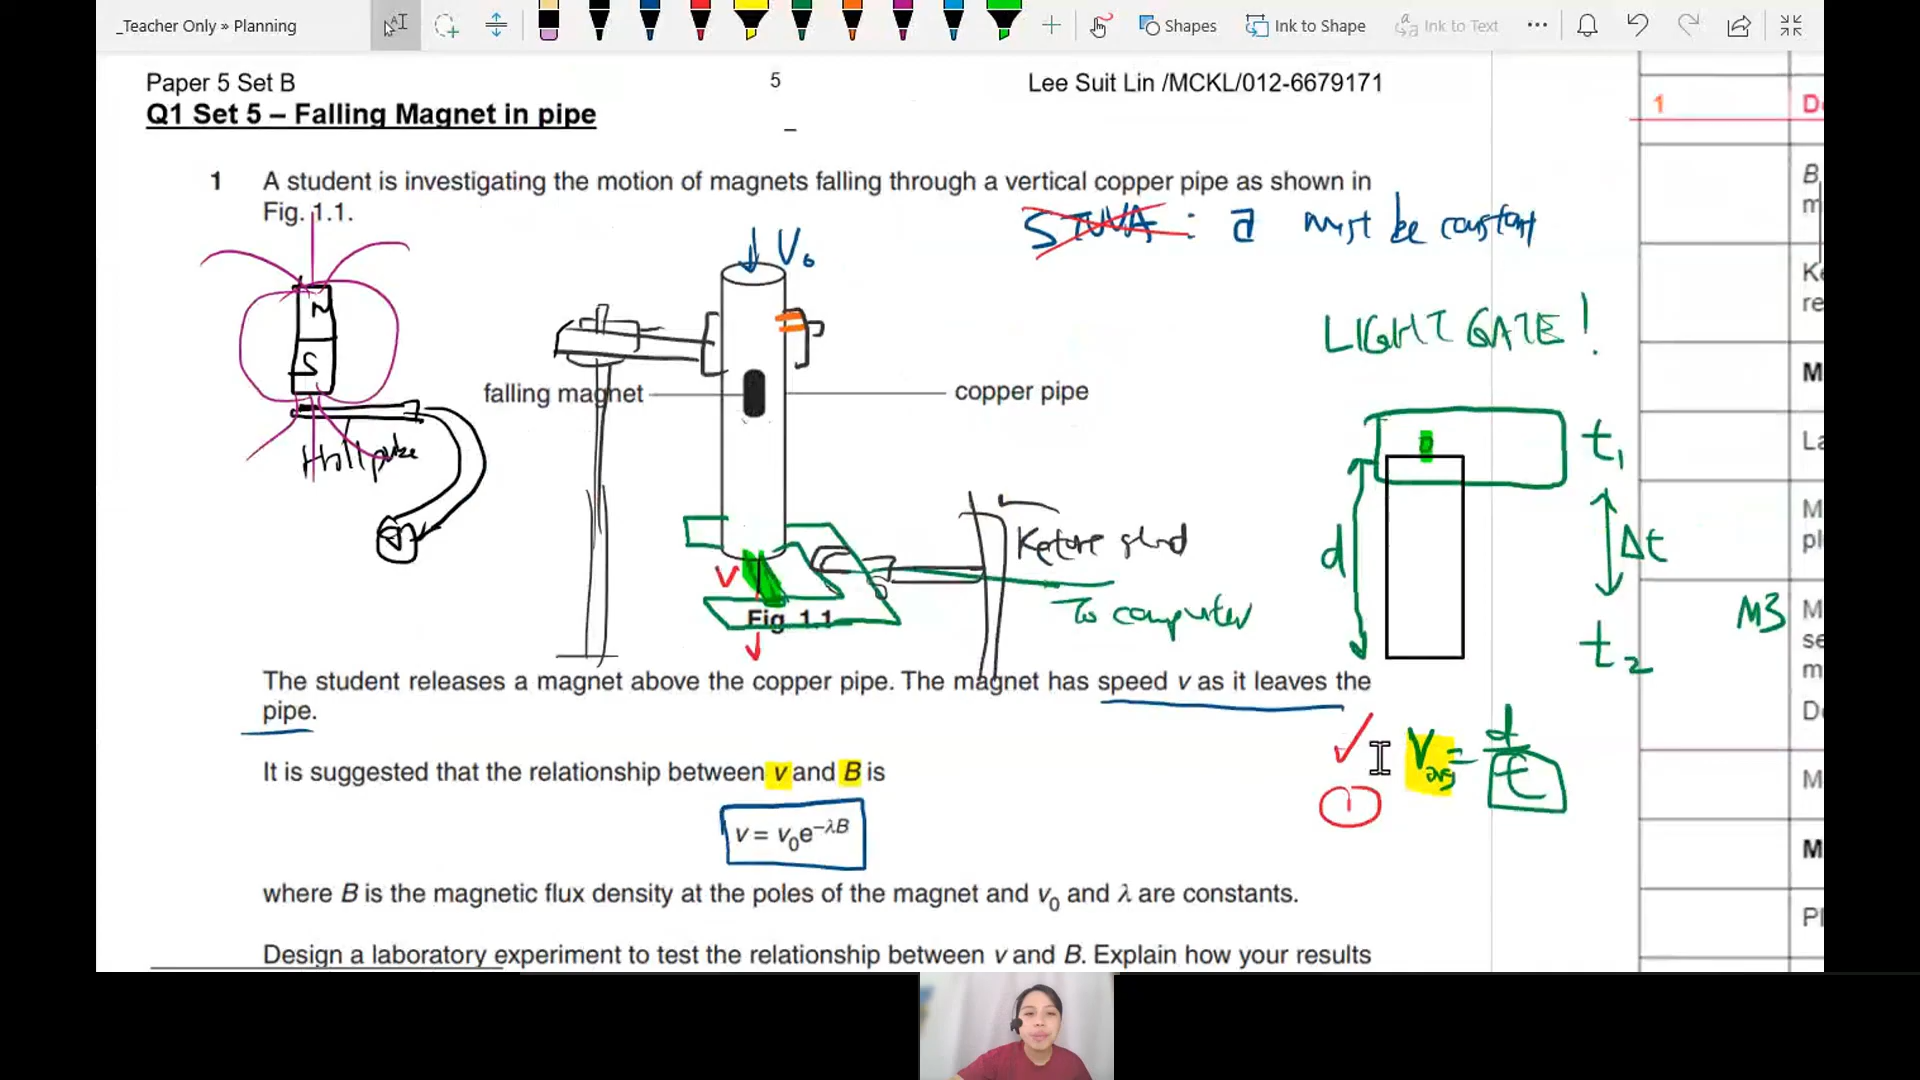 _Teacher Only » Planning
Shapes
Ink to Shape
Ink to Text
Paper 5 Set B
5
Lee Suit Lin /MCKL/012-6679171
Q1 Set 5 – Falling Magnet in pipe
1 A student is investigating the motion of magnets falling through a vertical copper pipe as shown in
Fig. 1.1.
SUVA : a must be constant
V₀
N
S
LIGHT GATE !
falling magnet
copper pipe
t₁
d
Δt
t₂
To computer
V
Fig 1.1
M3
The student releases a magnet above the copper pipe. The magnet has speed v as it leaves the
pipe.
It is suggested that the relationship between v and B is
v = v₀e^−λB
V avg = d/t
1
where B is the magnetic flux density at the poles of the magnet and v₀ and λ are constants.
Design a laboratory experiment to test the relationship between v and B. Explain how your results
1
D
B
m
K
re
M
L
M
pl
M
se
m
D
M
M
Pl